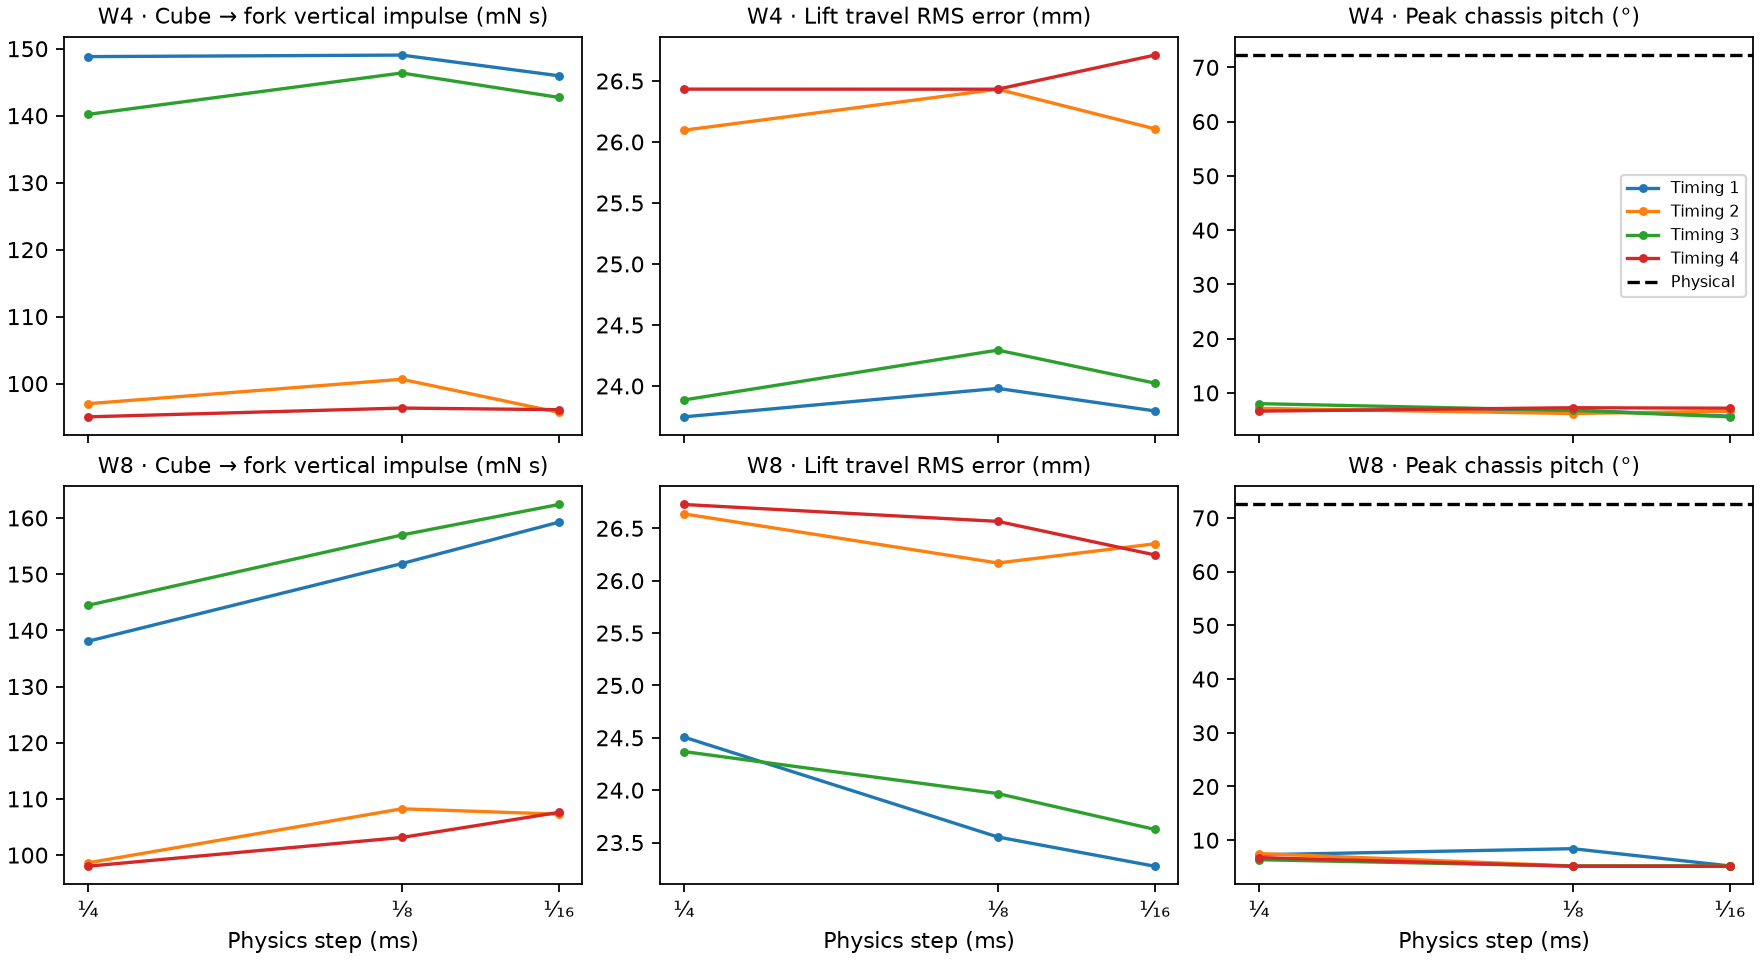 W4 · Cube → fork vertical impulse (mN s)
150
140
130
120
110
100
W4 · Lift travel RMS error (mm)
26.5
26.0
25.5
25.0
24.5
24.0
W4 · Peak chassis pitch (°)
70
60
50
40
30
20
10
Timing 1
Timing 2
Timing 3
Timing 4
Physical
W8 · Cube → fork vertical impulse (mN s)
160
150
140
130
120
110
100
¼ ⅛ ¹⁄₁₆
Physics step (ms)
W8 · Lift travel RMS error (mm)
26.5
26.0
25.5
25.0
24.5
24.0
23.5
¼ ⅛ ¹⁄₁₆
Physics step (ms)
W8 · Peak chassis pitch (°)
70
60
50
40
30
20
10
¼ ⅛ ¹⁄₁₆
Physics step (ms)